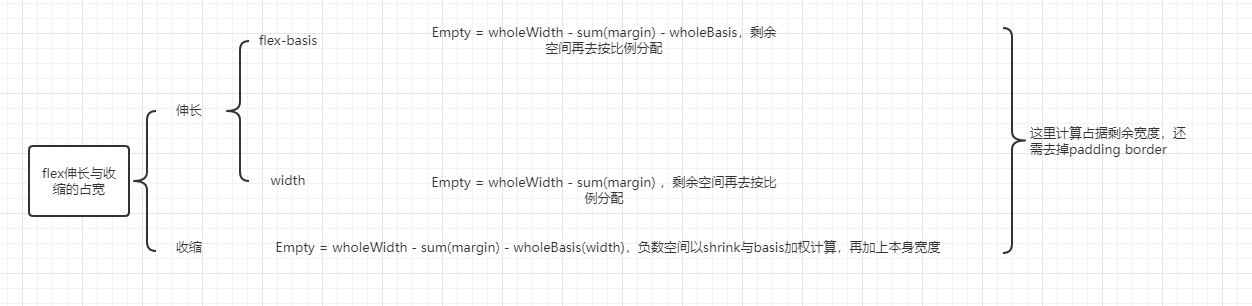 flex伸长与收
缩的占宽
伸长
flex-basis
Empty = wholeWidth - sum(margin) - wholeBasis，剩余
空间再去按比例分配
width
Empty = wholeWidth - sum(margin) ，剩余空间再去按比
例分配
收缩
Empty = wholeWidth - sum(margin) - wholeBasis(width)，负数空间以shrink与basis加权计算，再加上本身宽度
这里计算占据剩余宽度，还
需去掉padding border